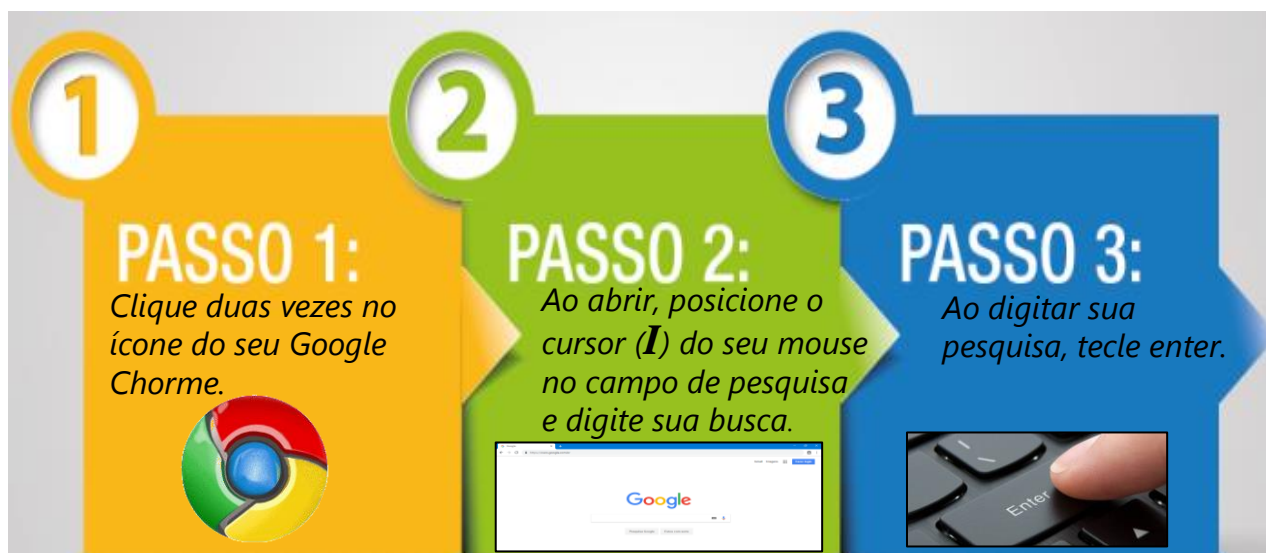 1
PASSO 1:
Clique duas vezes no
ícone do seu Google
Chorme.
2
PASSO 2:
Ao abrir, posicione o
cursor (I) do seu mouse
no campo de pesquisa
e digite sua busca.
Google
3
PASSO 3:
Ao digitar sua
pesquisa, tecle enter.
Enter